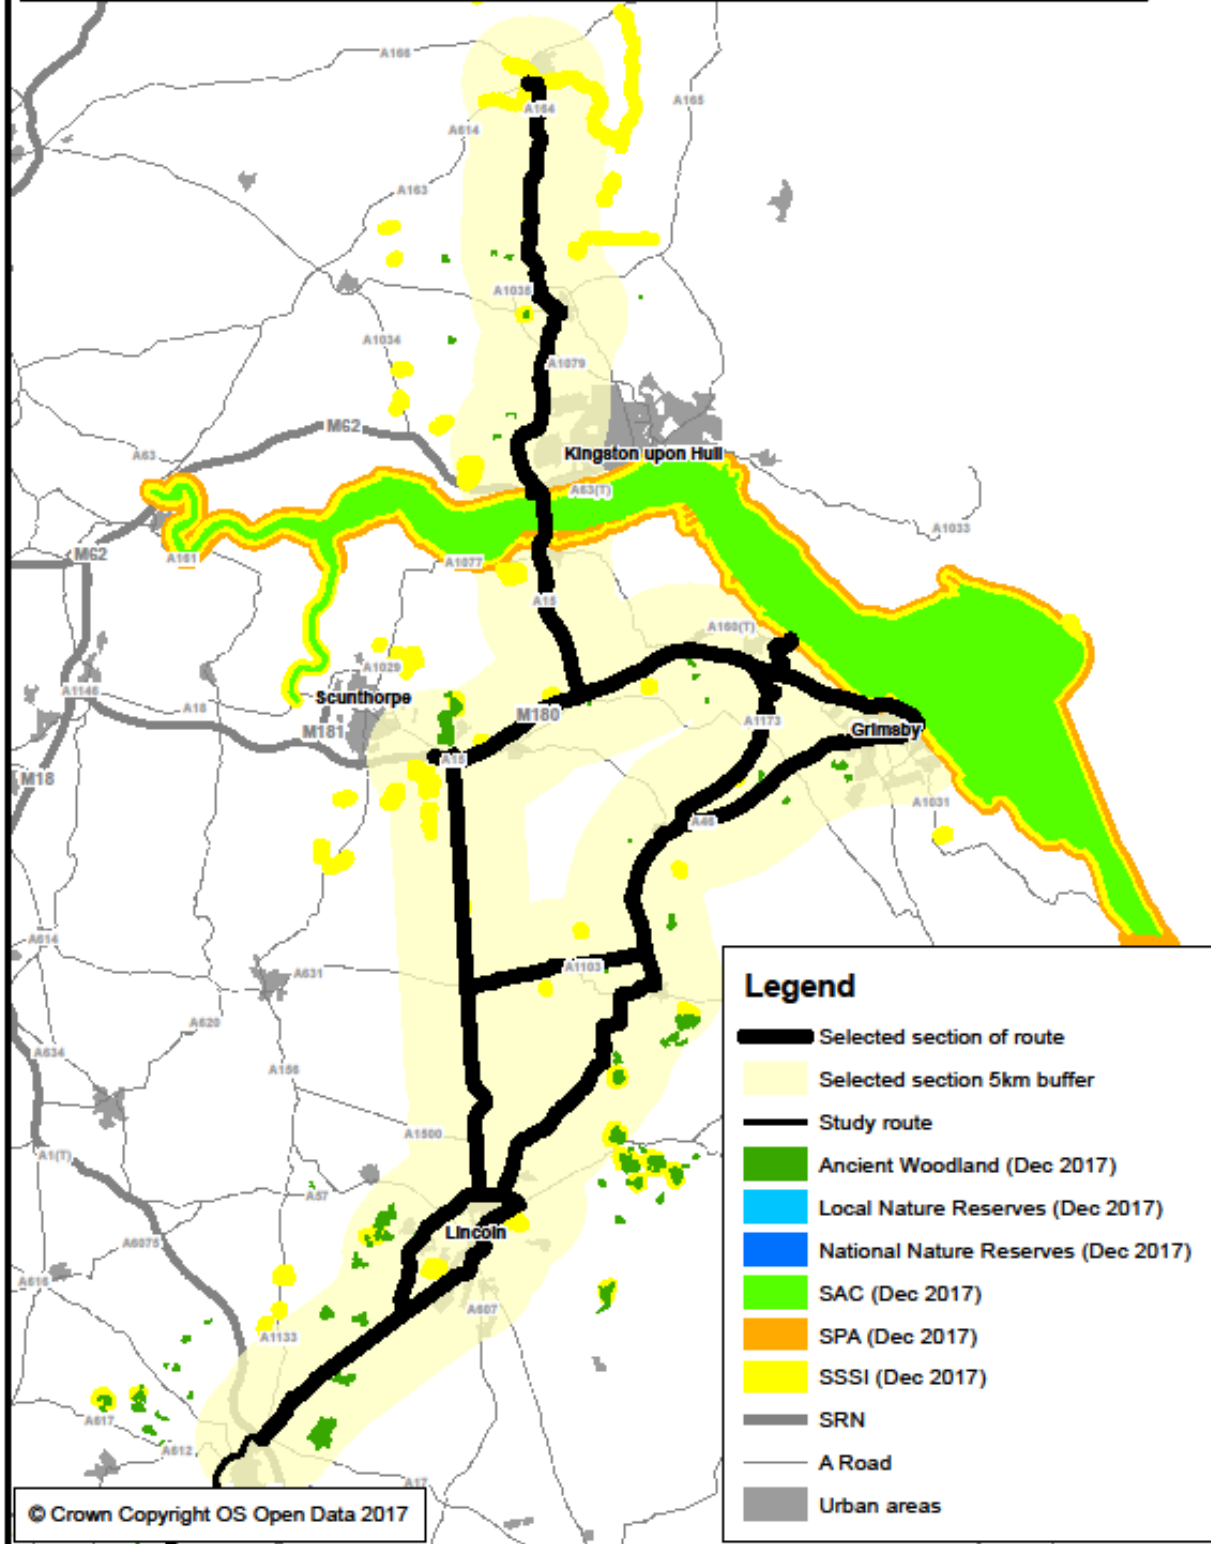 A166
A165
A164
A614
A163
A1035
A1034
A1079
M62
A63
Kingston upon Hull
A63(T)
A1033
M62
A161
A1077
A15
A160(T)
A1029
A1146
Scunthorpe
A18
M180
M181
A1173
Grimsby
A15
M18
A1031
A46
A614
A631
A1103
A620
A634
A156
A1500
A1(T)
A57
Lincoln
A6075
A616
A607
A1133
A617
A612
A17
Legend
Selected section of route
Selected section 5km buffer
Study route
Ancient Woodland (Dec 2017)
Local Nature Reserves (Dec 2017)
National Nature Reserves (Dec 2017)
SAC (Dec 2017)
SPA (Dec 2017)
SSSI (Dec 2017)
SRN
A Road
Urban areas
© Crown Copyright OS Open Data 2017